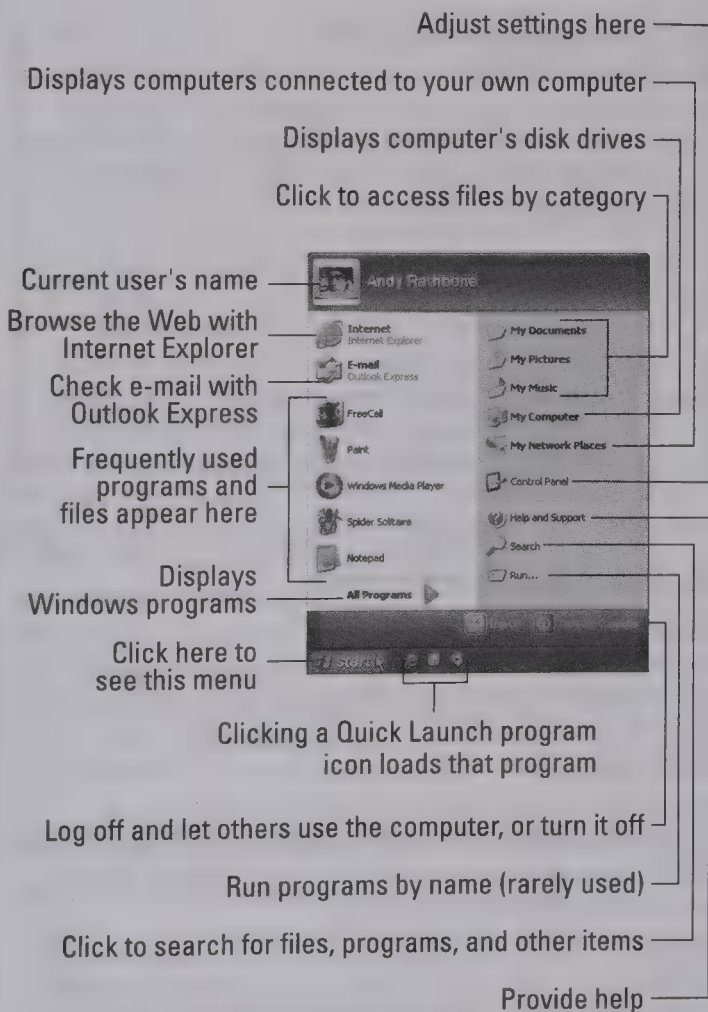 Adjust settings here
Displays computers connected to your own computer
Displays computer's disk drives
Click to access files by category
Current user's name
Andy Rathbone
Browse the Web with
Internet Explorer
Internet
Internet Explorer
My Documents
Check e-mail with
Outlook Express
E-mail
Outlook Express
My Pictures
My Music
Frequently used
programs and
files appear here
FreeCell
Paint
Windows Media Player
Spider Solitaire
Notepad
My Computer
My Network Places
Control Panel
Help and Support
Search
Run...
Displays
Windows programs
All Programs
Click here to
see this menu
start
Clicking a Quick Launch program
icon loads that program
Log off and let others use the computer, or turn it off
Run programs by name (rarely used)
Click to search for files, programs, and other items
Provide help